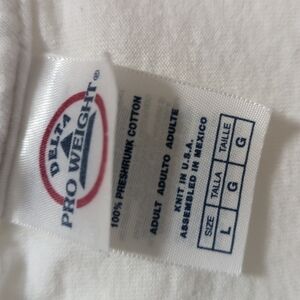 DELTA
PRO WEIGHT®
100% PRESHRUNK COTTON
ADULT ADULTO ADULTE
KNIT IN U.S.A.
ASSEMBLED IN MEXICO
SIZE TALLA TAILLE
L G G